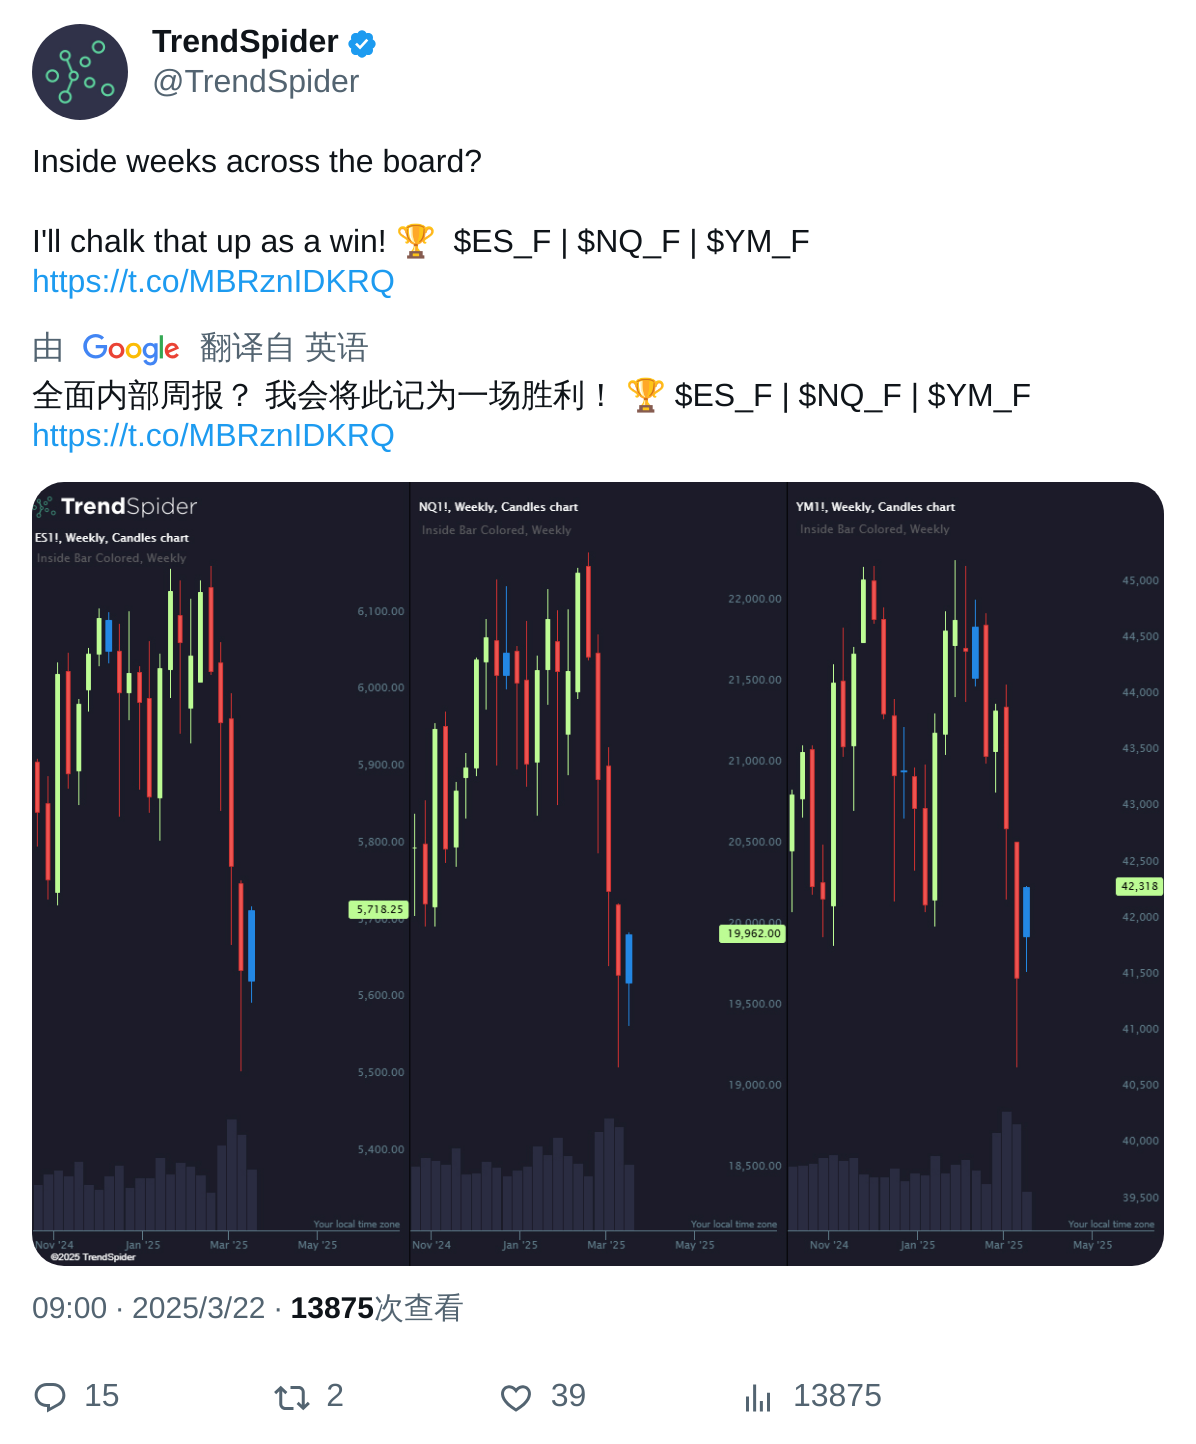 TrendSpider
@TrendSpider
Inside weeks across the board?
I'll chalk that up as a win! 🏆 $ES_F | $NQ_F | $YM_F
https://t.co/MBRznIDKRQ
由 Google 翻译自 英语
全面内部周报？ 我会将此记为一场胜利！ 🏆 $ES_F | $NQ_F | $YM_F
https://t.co/MBRznIDKRQ
TrendSpider
ES1!, Weekly, Candles chart
Inside Bar Colored, Weekly
6,100.00
6,000.00
5,900.00
5,800.00
5,718.25
5,700.00
5,600.00
5,500.00
5,400.00
Your local time zone
Nov '24 Jan '25 Mar '25 May '25
©2025 TrendSpider
NQ1!, Weekly, Candles chart
Inside Bar Colored, Weekly
22,000.00
21,500.00
21,000.00
20,500.00
20,000.00
19,962.00
19,500.00
19,000.00
18,500.00
Your local time zone
Nov '24 Jan '25 Mar '25 May '25
YM1!, Weekly, Candles chart
Inside Bar Colored, Weekly
45,000
44,500
44,000
43,500
43,000
42,500
42,318
42,000
41,500
41,000
40,500
40,000
39,500
Your local time zone
Nov '24 Jan '25 Mar '25 May '25
09:00 · 2025/3/22 · 13875次查看
15 2 39 13875